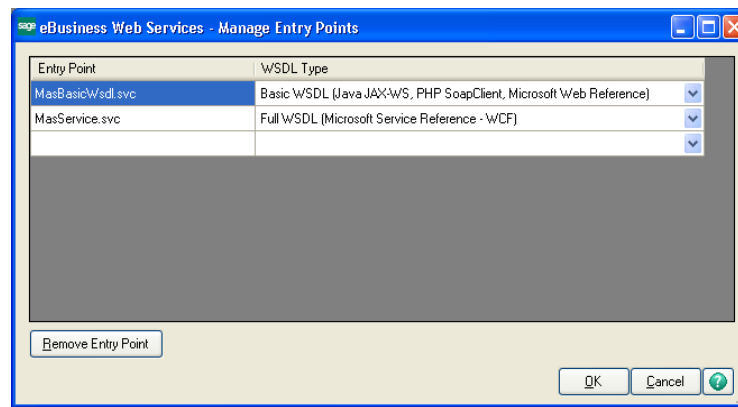 sage eBusiness Web Services - Manage Entry Points
Entry Point WSDL Type
MasBasicWsdl.svc Basic WSDL (Java JAX-WS, PHP SoapClient, Microsoft Web Reference)
MasService.svc Full WSDL (Microsoft Service Reference - WCF)
Remove Entry Point
OK Cancel ?